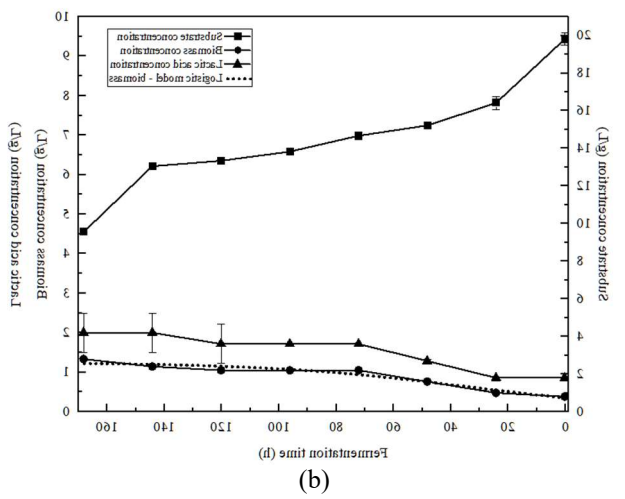 Substrate concentration
Biomass concentration
Lactic acid concentration
Logistic model - biomass
Lactic acid concentration (g/L)
Biomass concentration (g/L)
10
9
8
7
6
5
4
3
2
1
0
Substrate concentration (g/L)
20
18
16
14
12
10
8
6
4
2
0
160 140 120 100 80 60 40 20 0
Fermentation time (h)
(b)